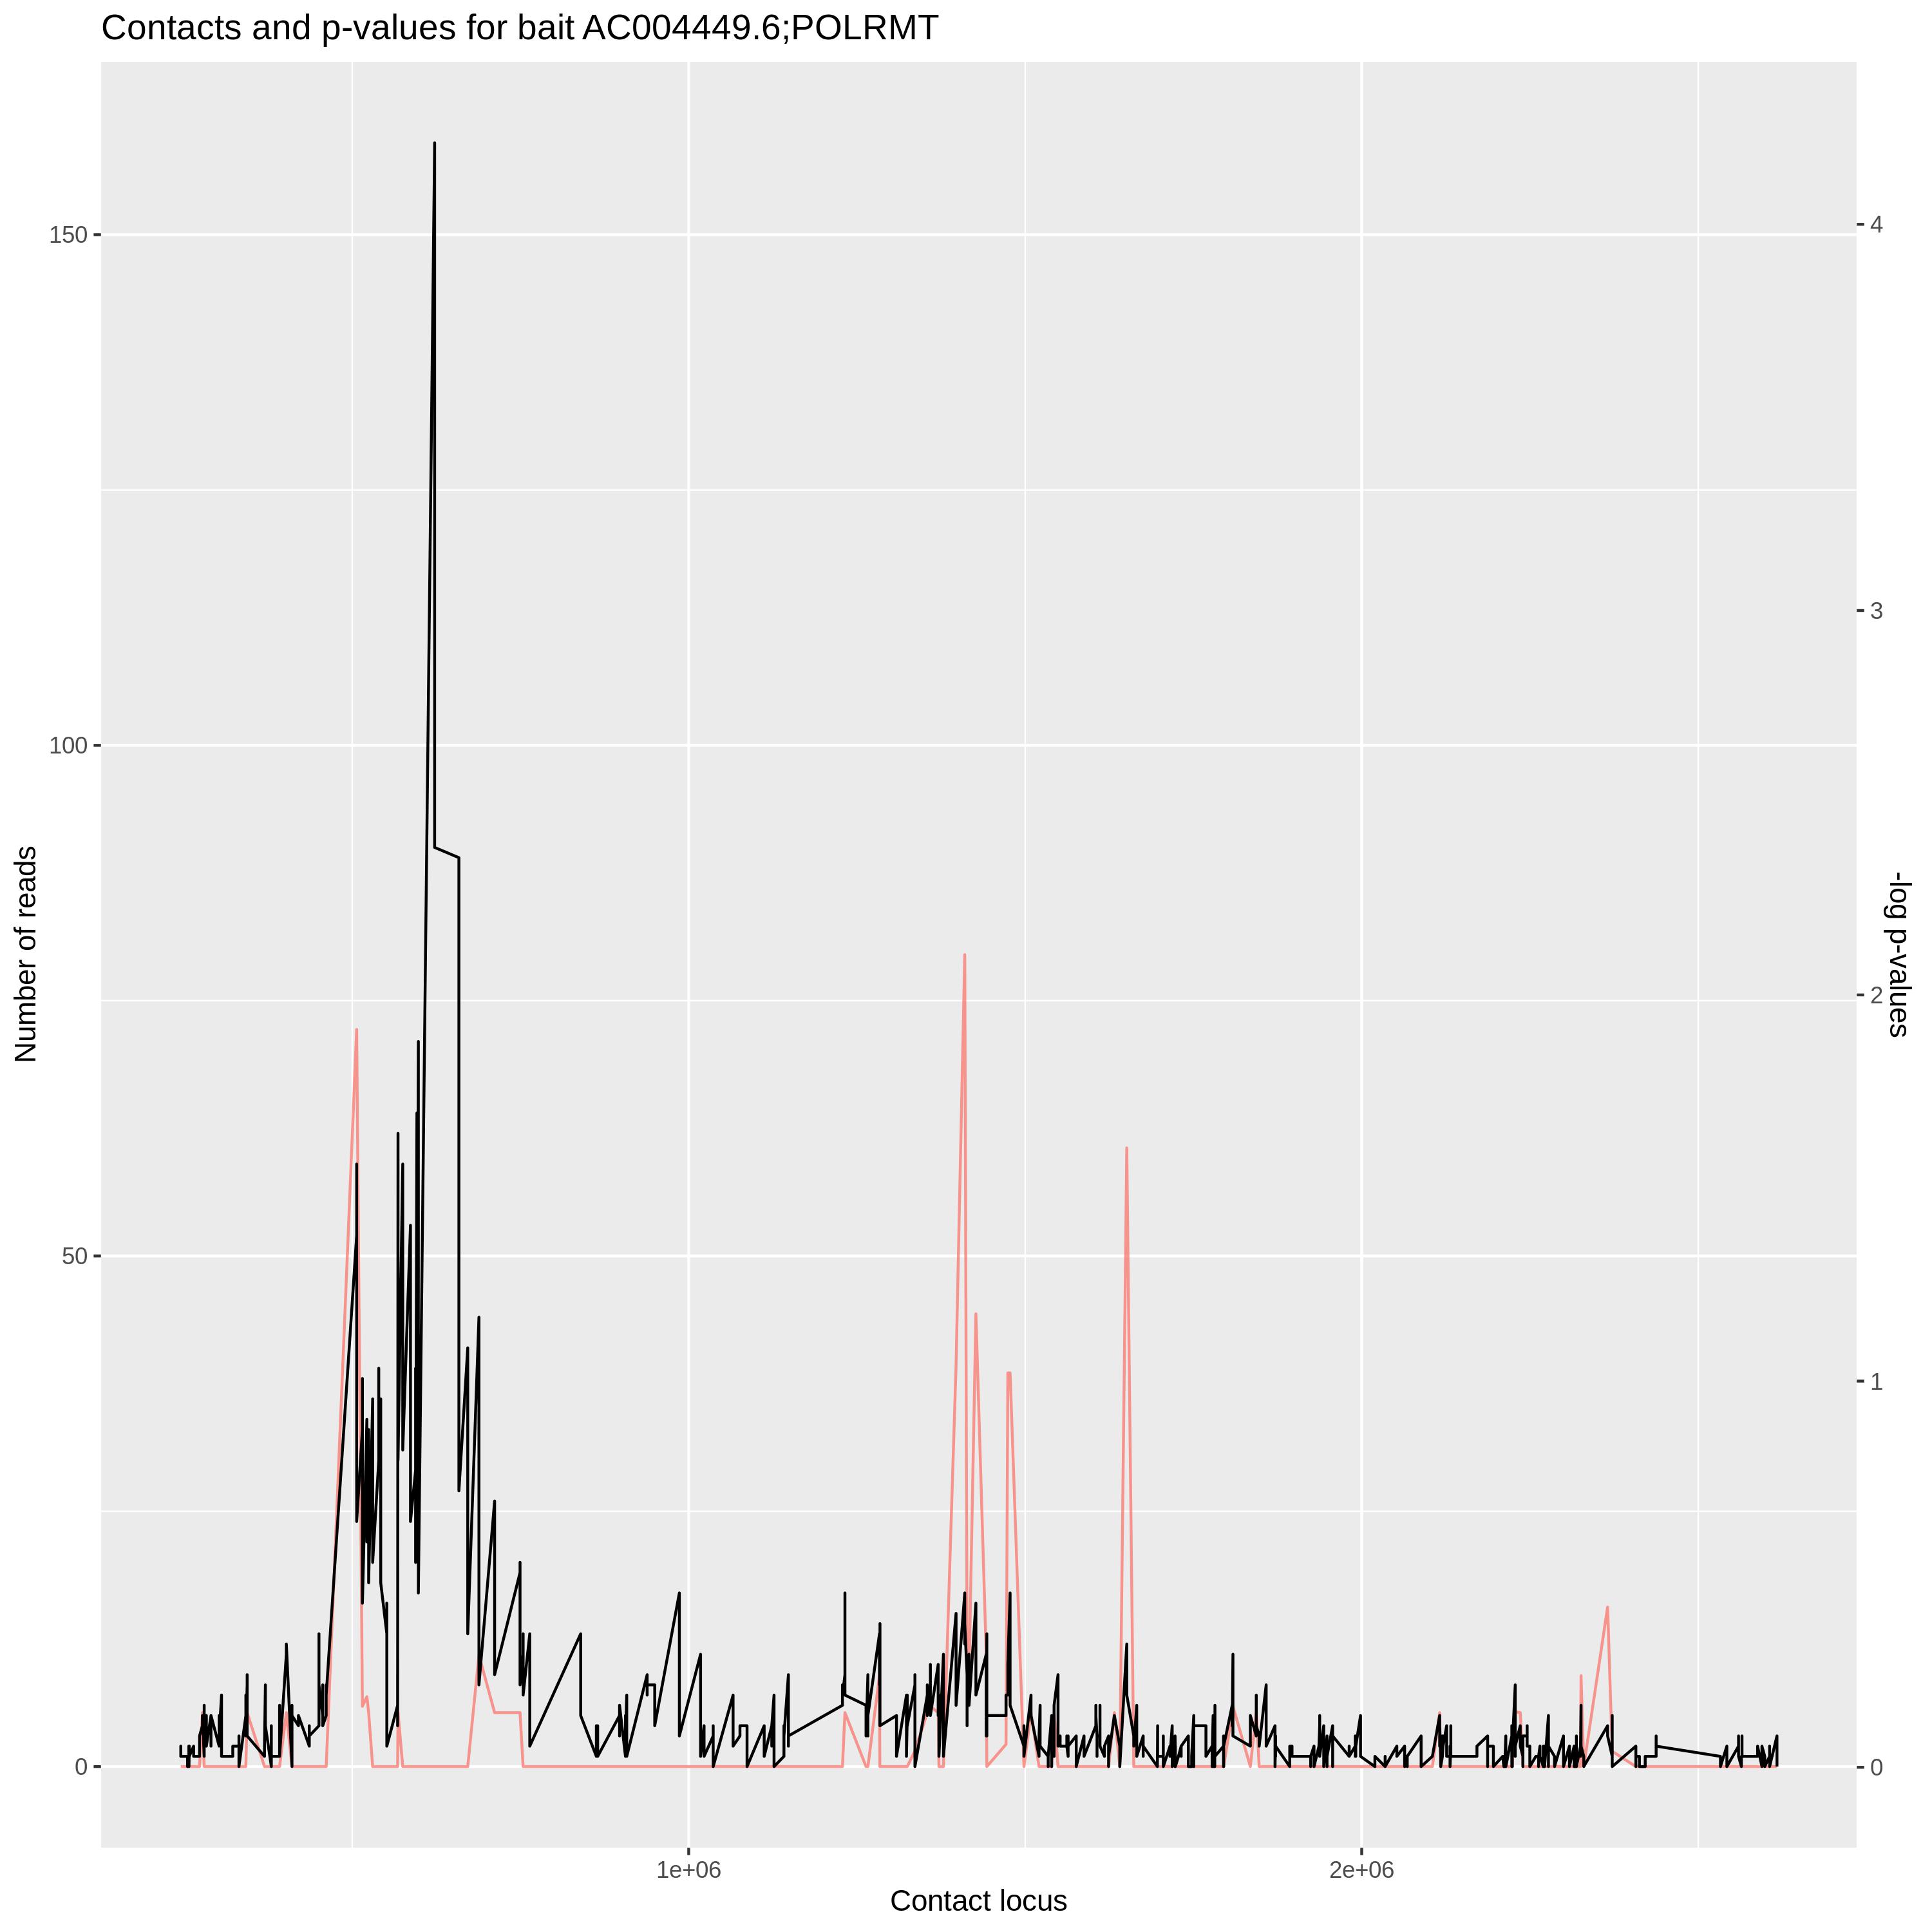 Contacts and p-values for bait AC004449.6;POLRMT
150
100
50
0
Number of reads
4
3
2
1
0
-log p-values
1e+06
2e+06
Contact locus